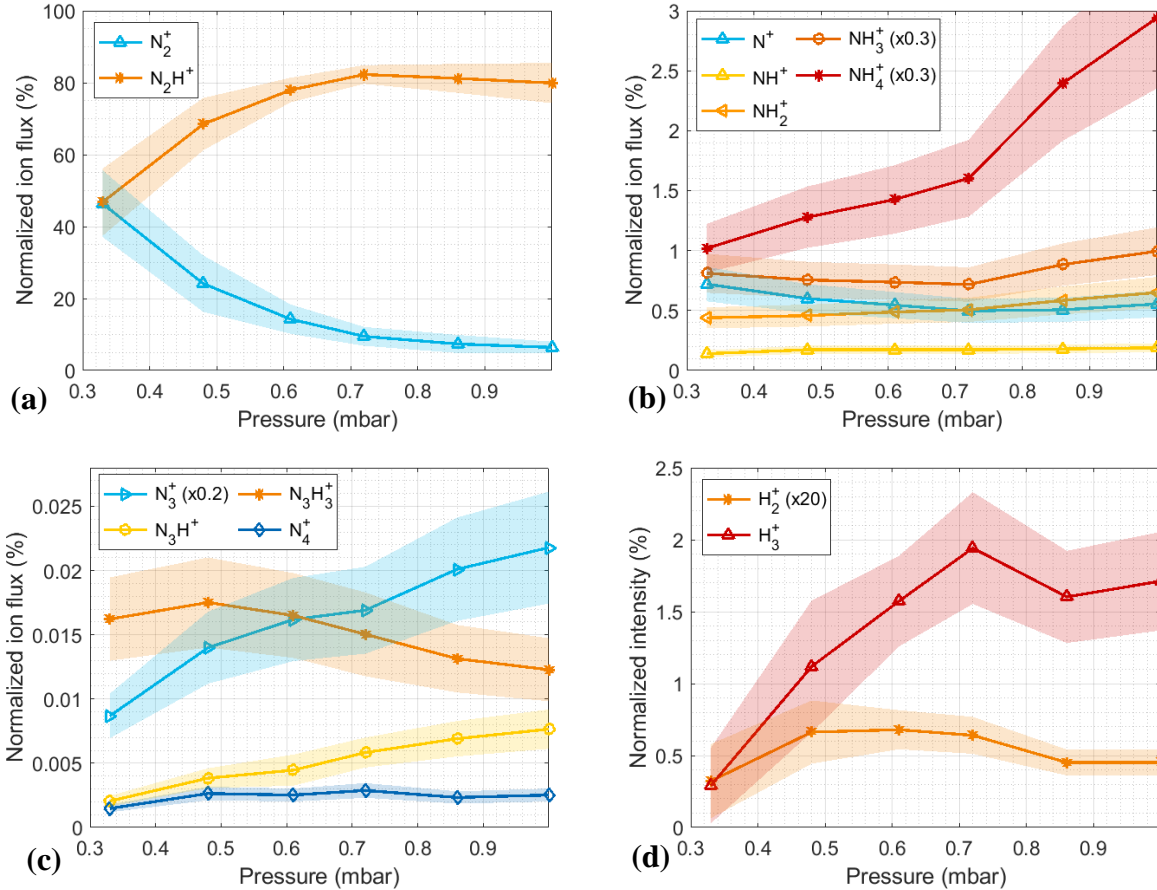 100
80
60
40
20
0
Normalized ion flux (%)
N2+
N2H+
0.3 0.4 0.5 0.6 0.7 0.8 0.9
Pressure (mbar)
(a)
3
2.5
2
1.5
1
0.5
0
Normalized ion flux (%)
N+ NH3+ (x0.3)
NH+ NH4+ (x0.3)
NH2+
0.3 0.4 0.5 0.6 0.7 0.8 0.9
Pressure (mbar)
(b)
0.025
0.02
0.015
0.01
0.005
0
Normalized ion flux (%)
N3+ (x0.2) N3H3+
N3H+ N4+
0.3 0.4 0.5 0.6 0.7 0.8 0.9
Pressure (mbar)
(c)
2.5
2
1.5
1
0.5
0
Normalized intensity (%)
H2+ (x20)
H3+
0.3 0.4 0.5 0.6 0.7 0.8 0.9
Pressure (mbar)
(d)